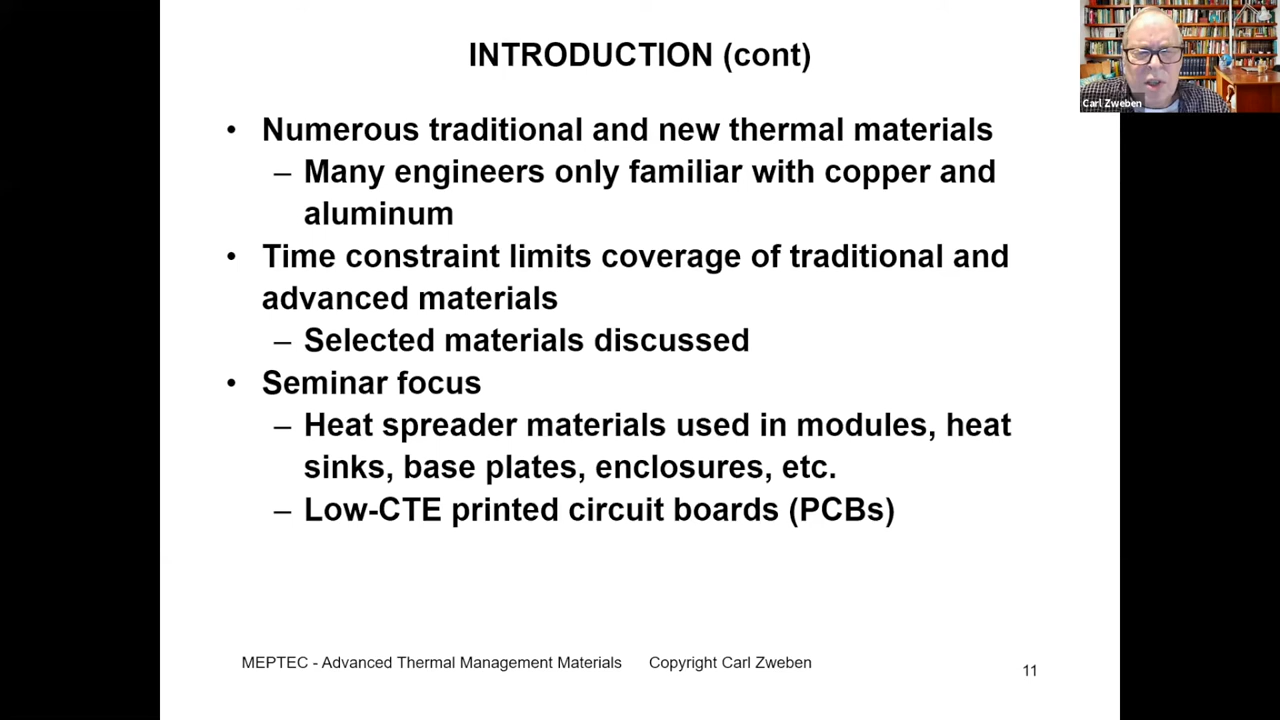 INTRODUCTION (cont)
Carl Zweben
• Numerous traditional and new thermal materials
– Many engineers only familiar with copper and
aluminum
• Time constraint limits coverage of traditional and
advanced materials
– Selected materials discussed
• Seminar focus
– Heat spreader materials used in modules, heat
sinks, base plates, enclosures, etc.
– Low-CTE printed circuit boards (PCBs)
MEPTEC - Advanced Thermal Management Materials Copyright Carl Zweben
11